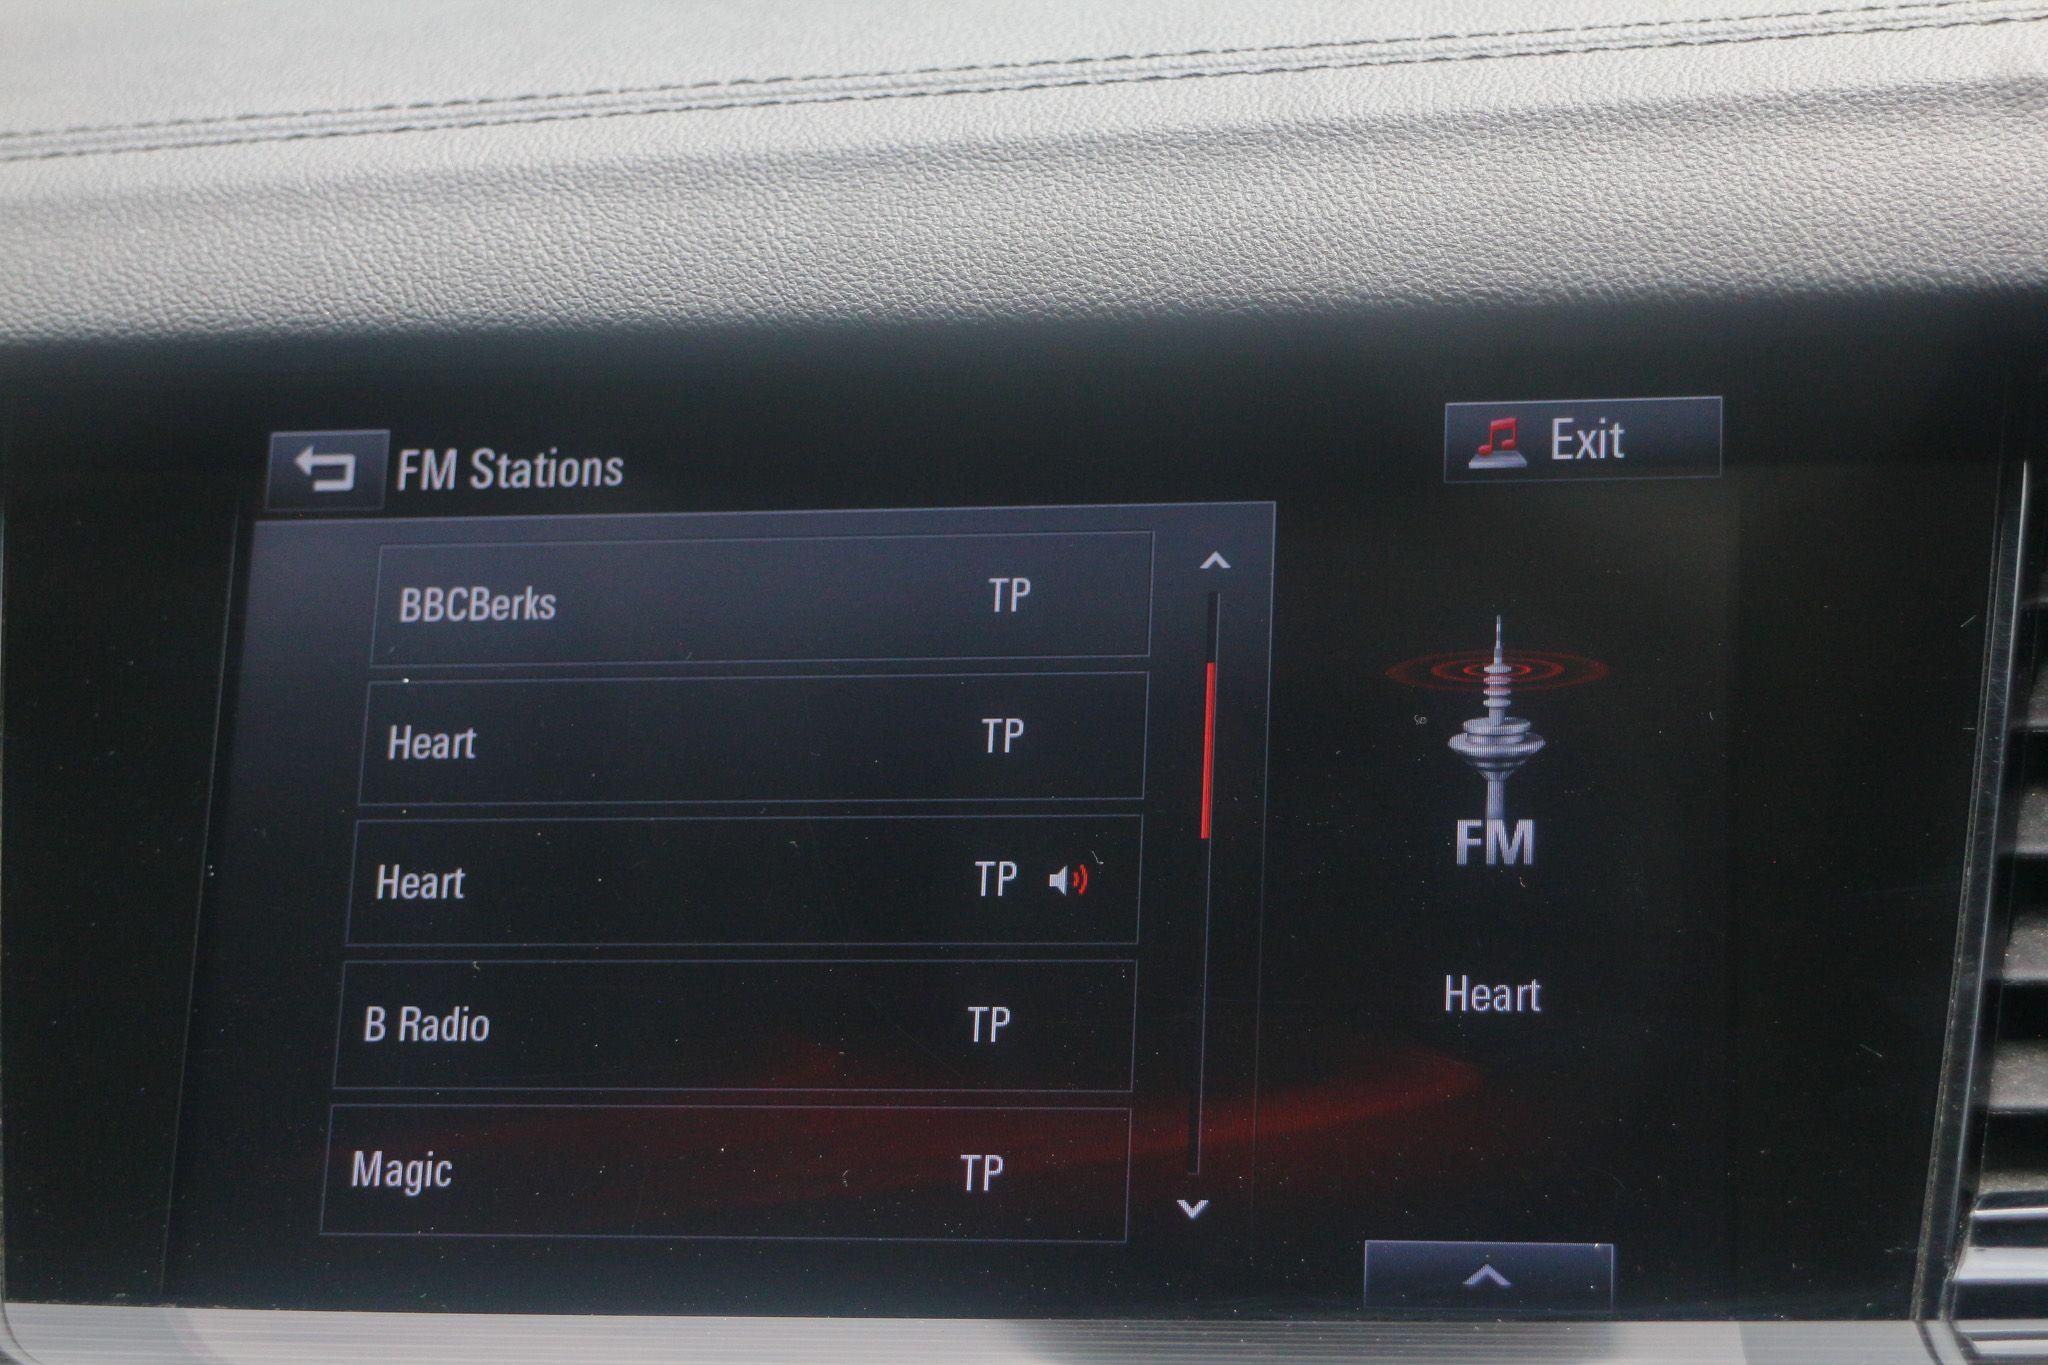 FM Stations
Exit
BBCBerks TP
Heart TP
Heart TP
B Radio TP
Magic TP
FM
Heart